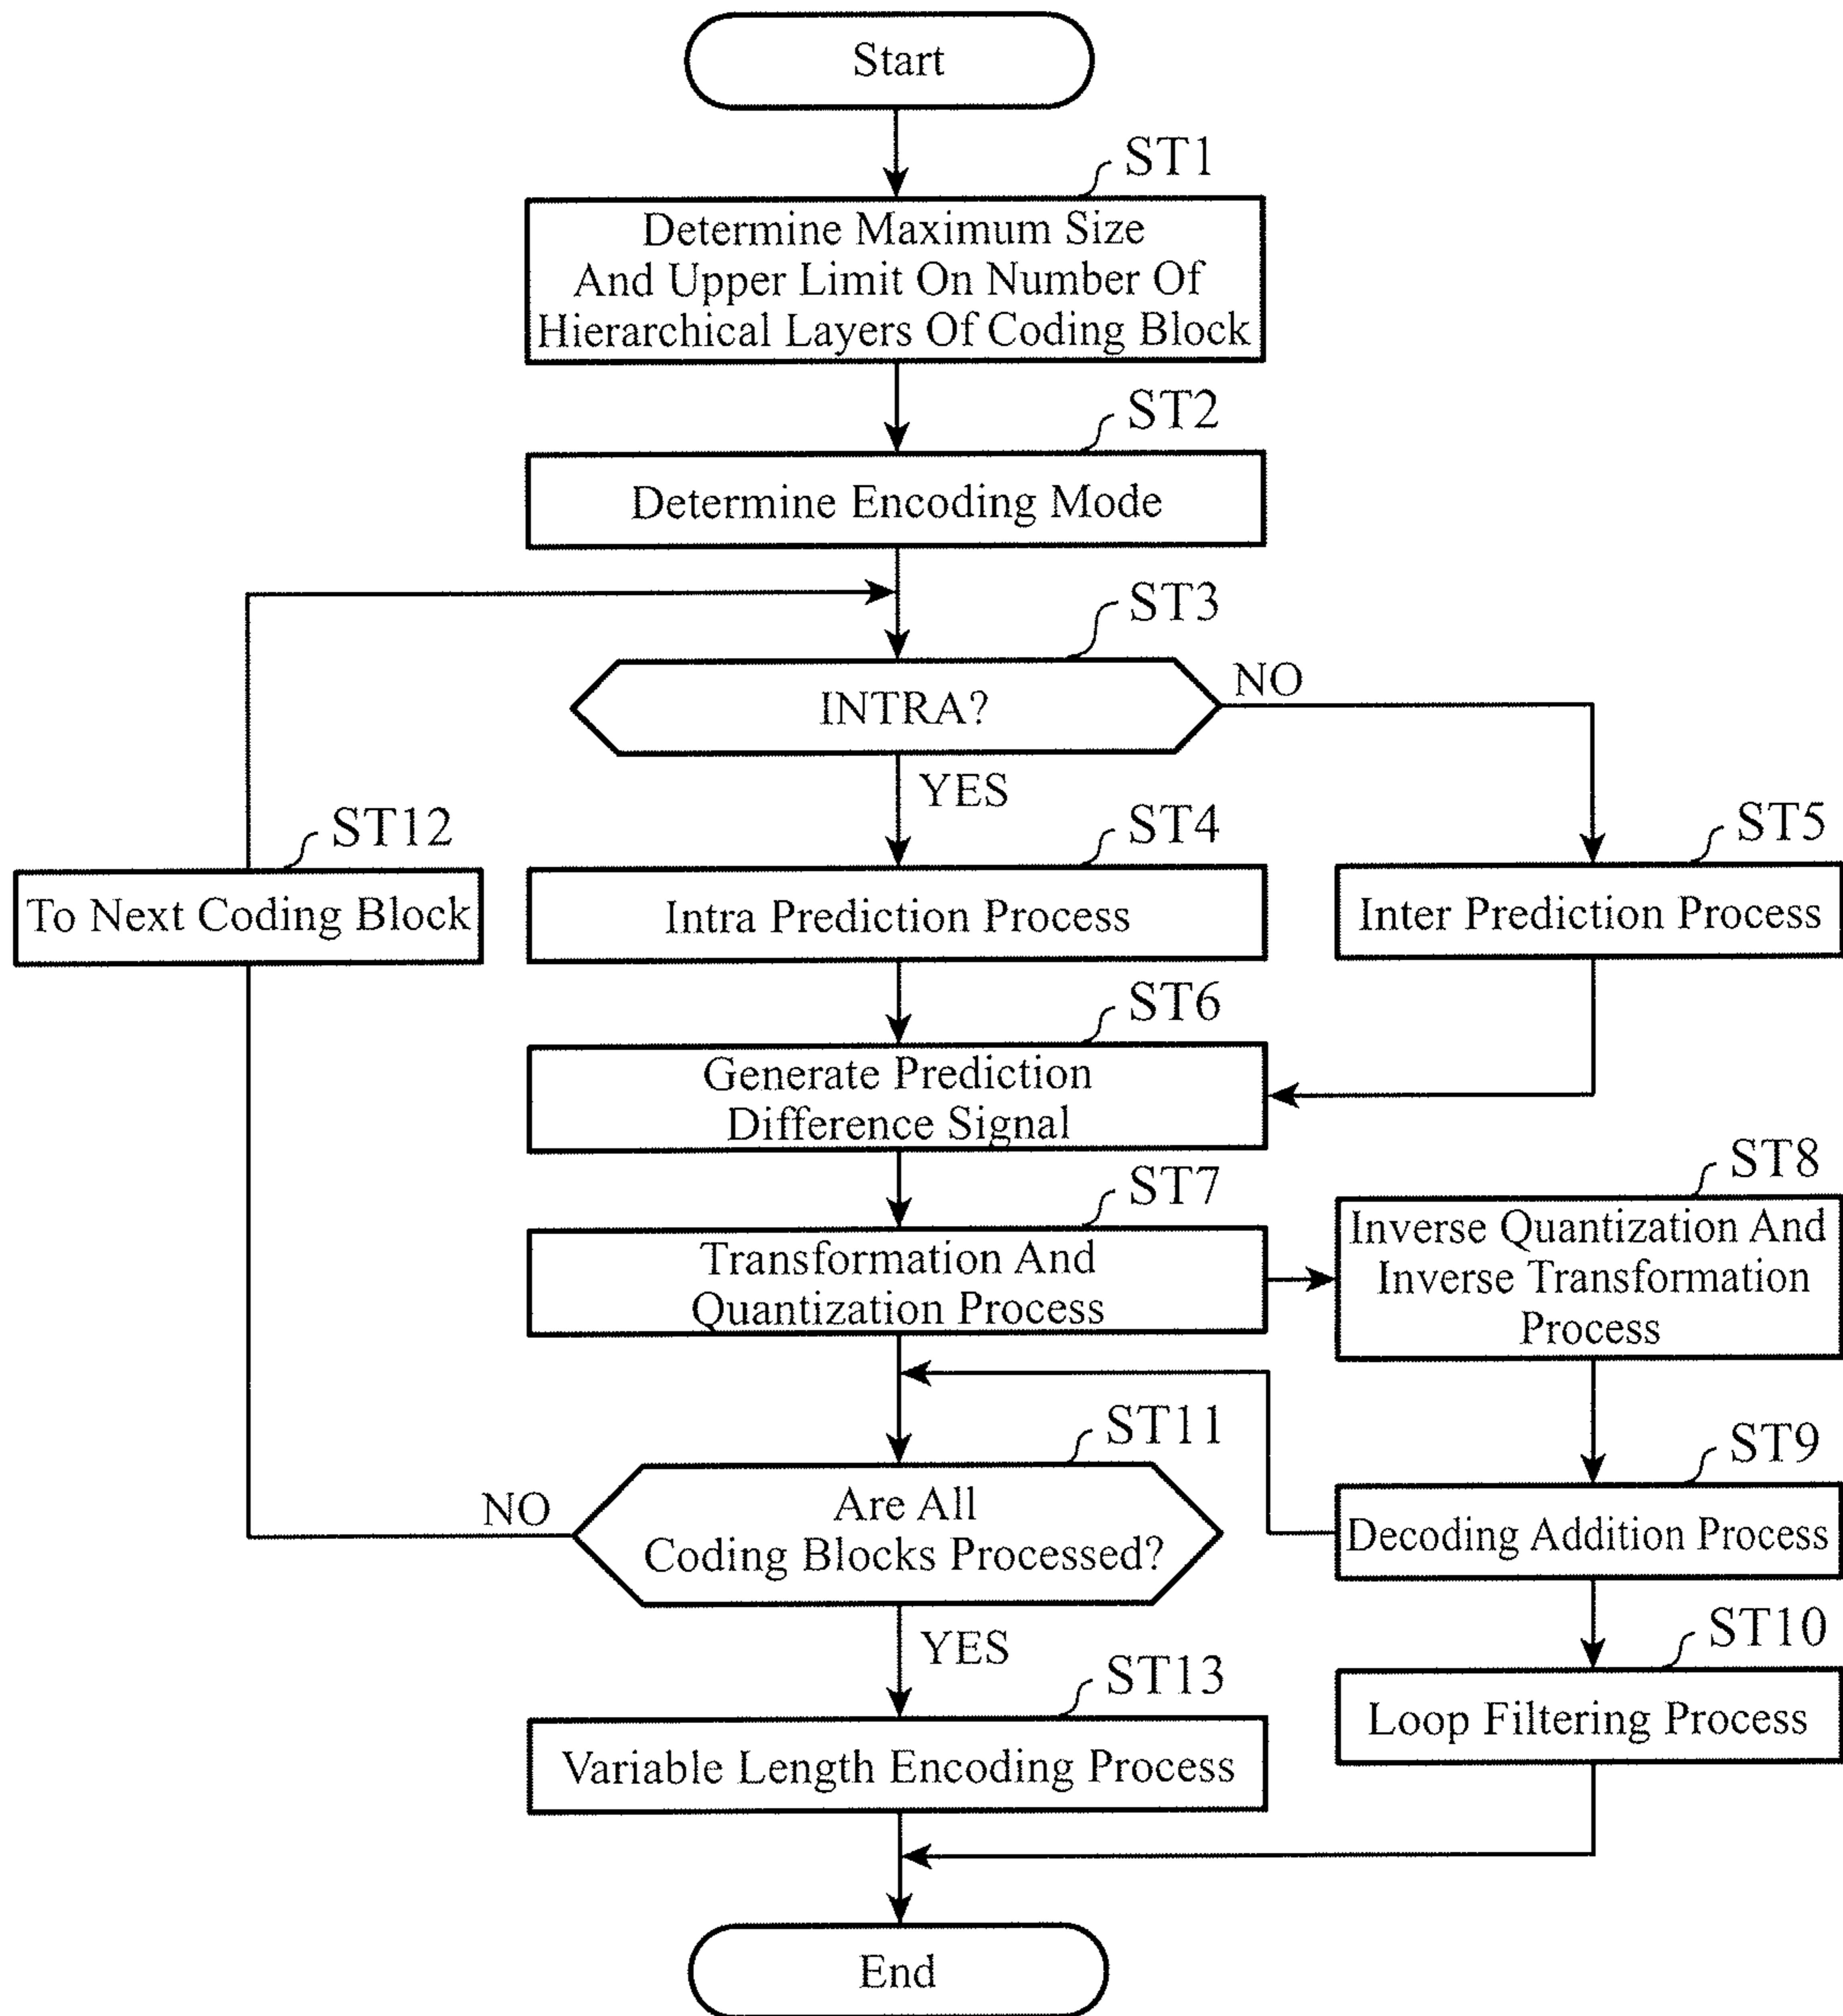 Start
ST1
Determine Maximum Size
And Upper Limit On Number Of
Hierarchical Layers Of Coding Block
ST2
Determine Encoding Mode
ST3
INTRA?
NO
YES
ST12
To Next Coding Block
ST4
Intra Prediction Process
ST5
Inter Prediction Process
ST6
Generate Prediction
Difference Signal
ST7
Transformation And
Quantization Process
ST8
Inverse Quantization And
Inverse Transformation
Process
ST11
Are All
Coding Blocks Processed?
NO
YES
ST9
Decoding Addition Process
ST10
Loop Filtering Process
ST13
Variable Length Encoding Process
End